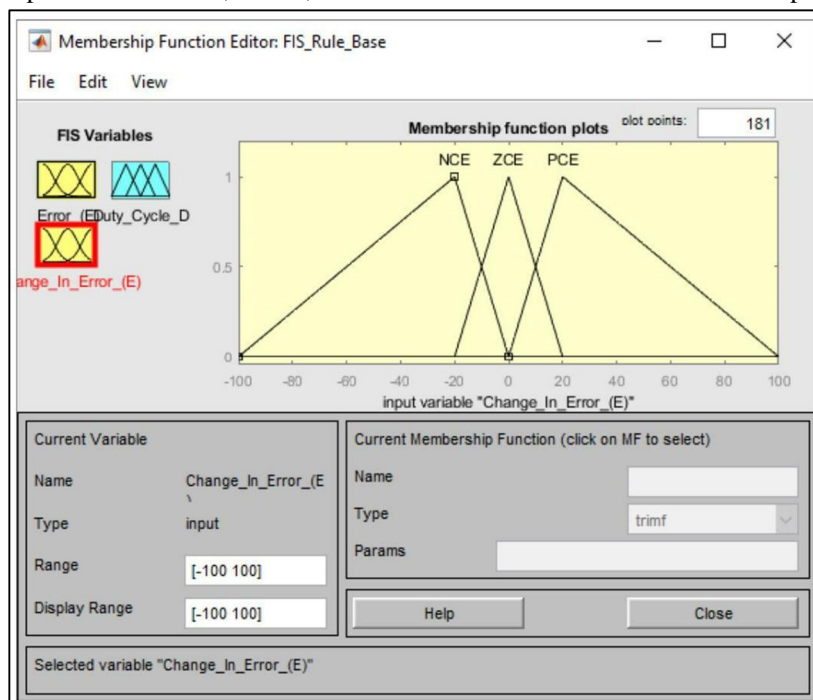 Membership Function Editor: FIS_Rule_Base
File Edit View
FIS Variables
Membership function plots
plot points:
181
NCE ZCE PCE
Error_(E)
Duty_Cycle_D
ange_In_Error_(E)
1
0.5
0
-100 -80 -60 -40 -20 0 20 40 60 80 100
input variable "Change_In_Error_(E)"
Current Variable
Name Change_In_Error_(E
Type input
Range [-100 100]
Display Range [-100 100]
Current Membership Function (click on MF to select)
Name
Type trimf
Params
Help Close
Selected variable "Change_In_Error_(E)"